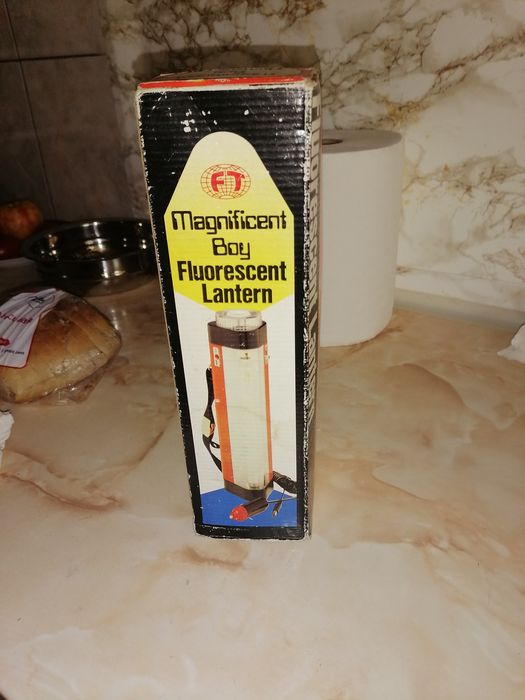 FT
Magnificent
Boy
Fluorescent
Lantern